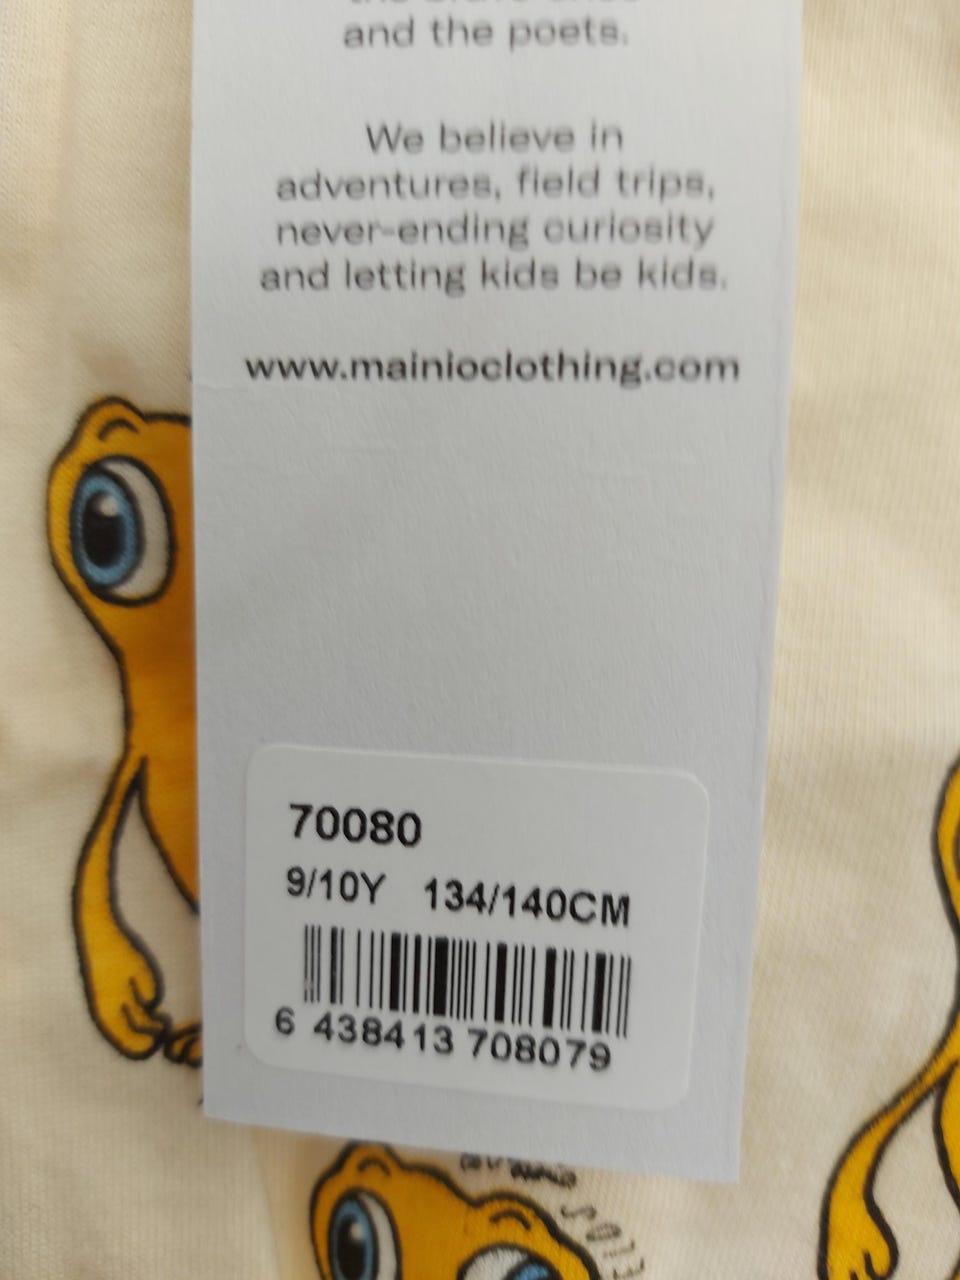 and the poets.
We believe in
adventures, field trips,
never-ending curiosity
and letting kids be kids.
www.mainioclothing.com
70080
9/10Y 134/140CM
6 438413 708079